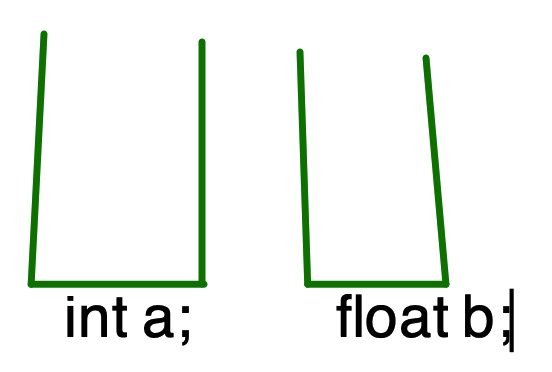 int a; float b;